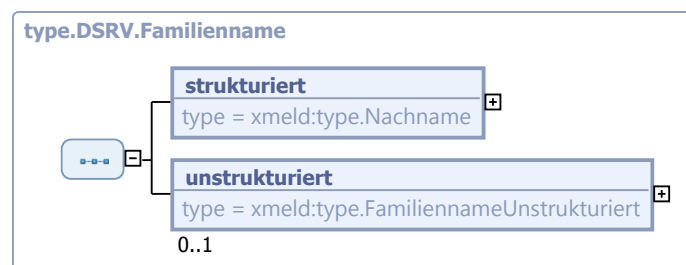 type.DSRV.Familienname
strukturiert
type = xmeld:type.Nachname
unstrukturiert
type = xmeld:type.FamiliennameUnstrukturiert
0..1